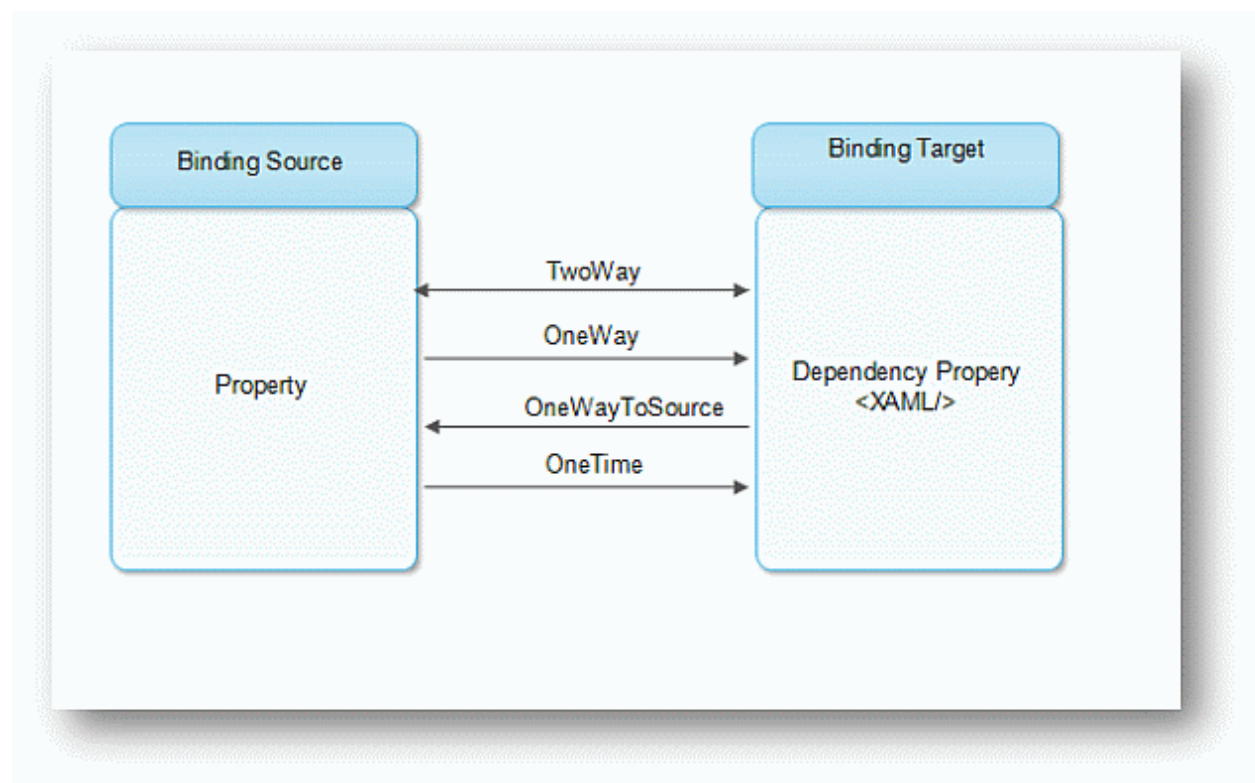 Binding Source
Binding Target
TwoWay
OneWay
Property
Dependency Propery
<XAML/>
OneWayToSource
OneTime